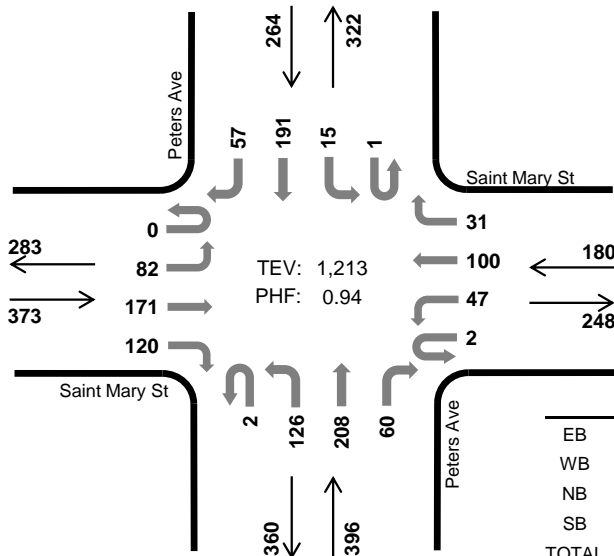 264
322
Peters Ave
57
191
15
1
Saint Mary St
0
31
283
82
TEV: 1,213
100
180
PHF: 0.94
373
171
47
248
120
2
Saint Mary St
2
126
208
60
Peters Ave
EB
WB
NB
360
396
SB
TOTAL